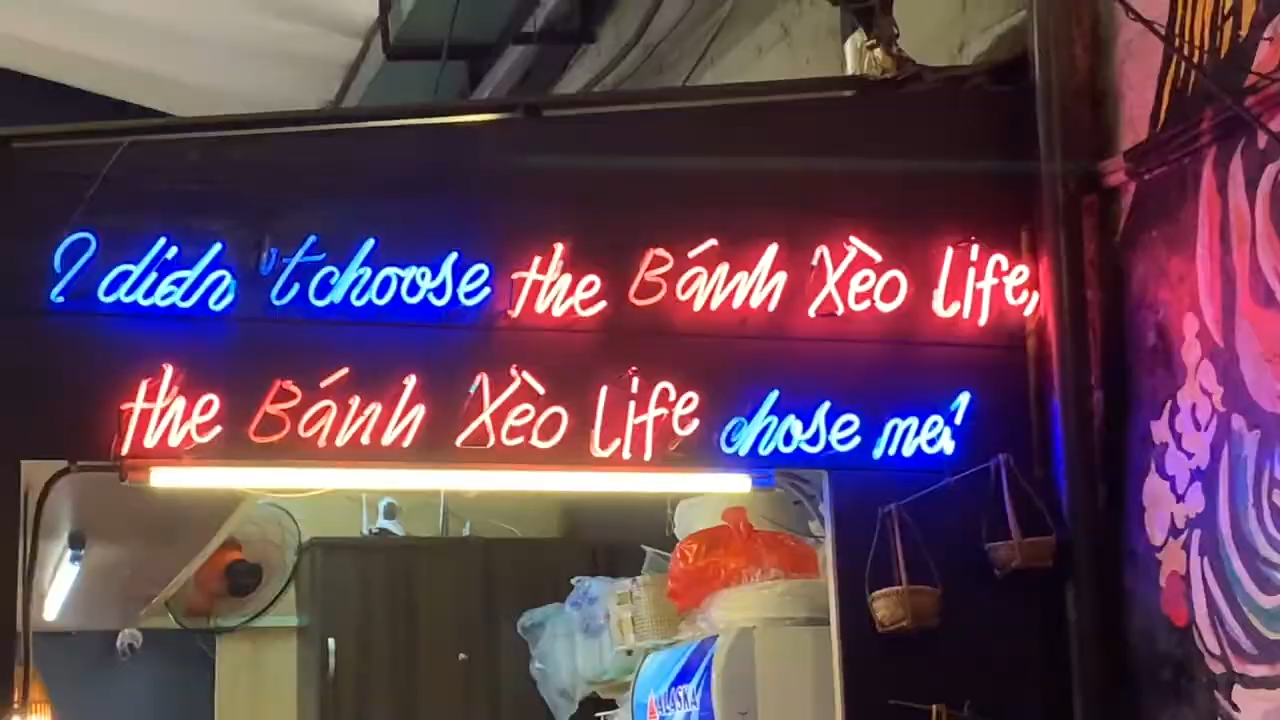 I didn't choose the Bánh Xèo Life,
the Bánh Xèo Life chose me!
ALASKA